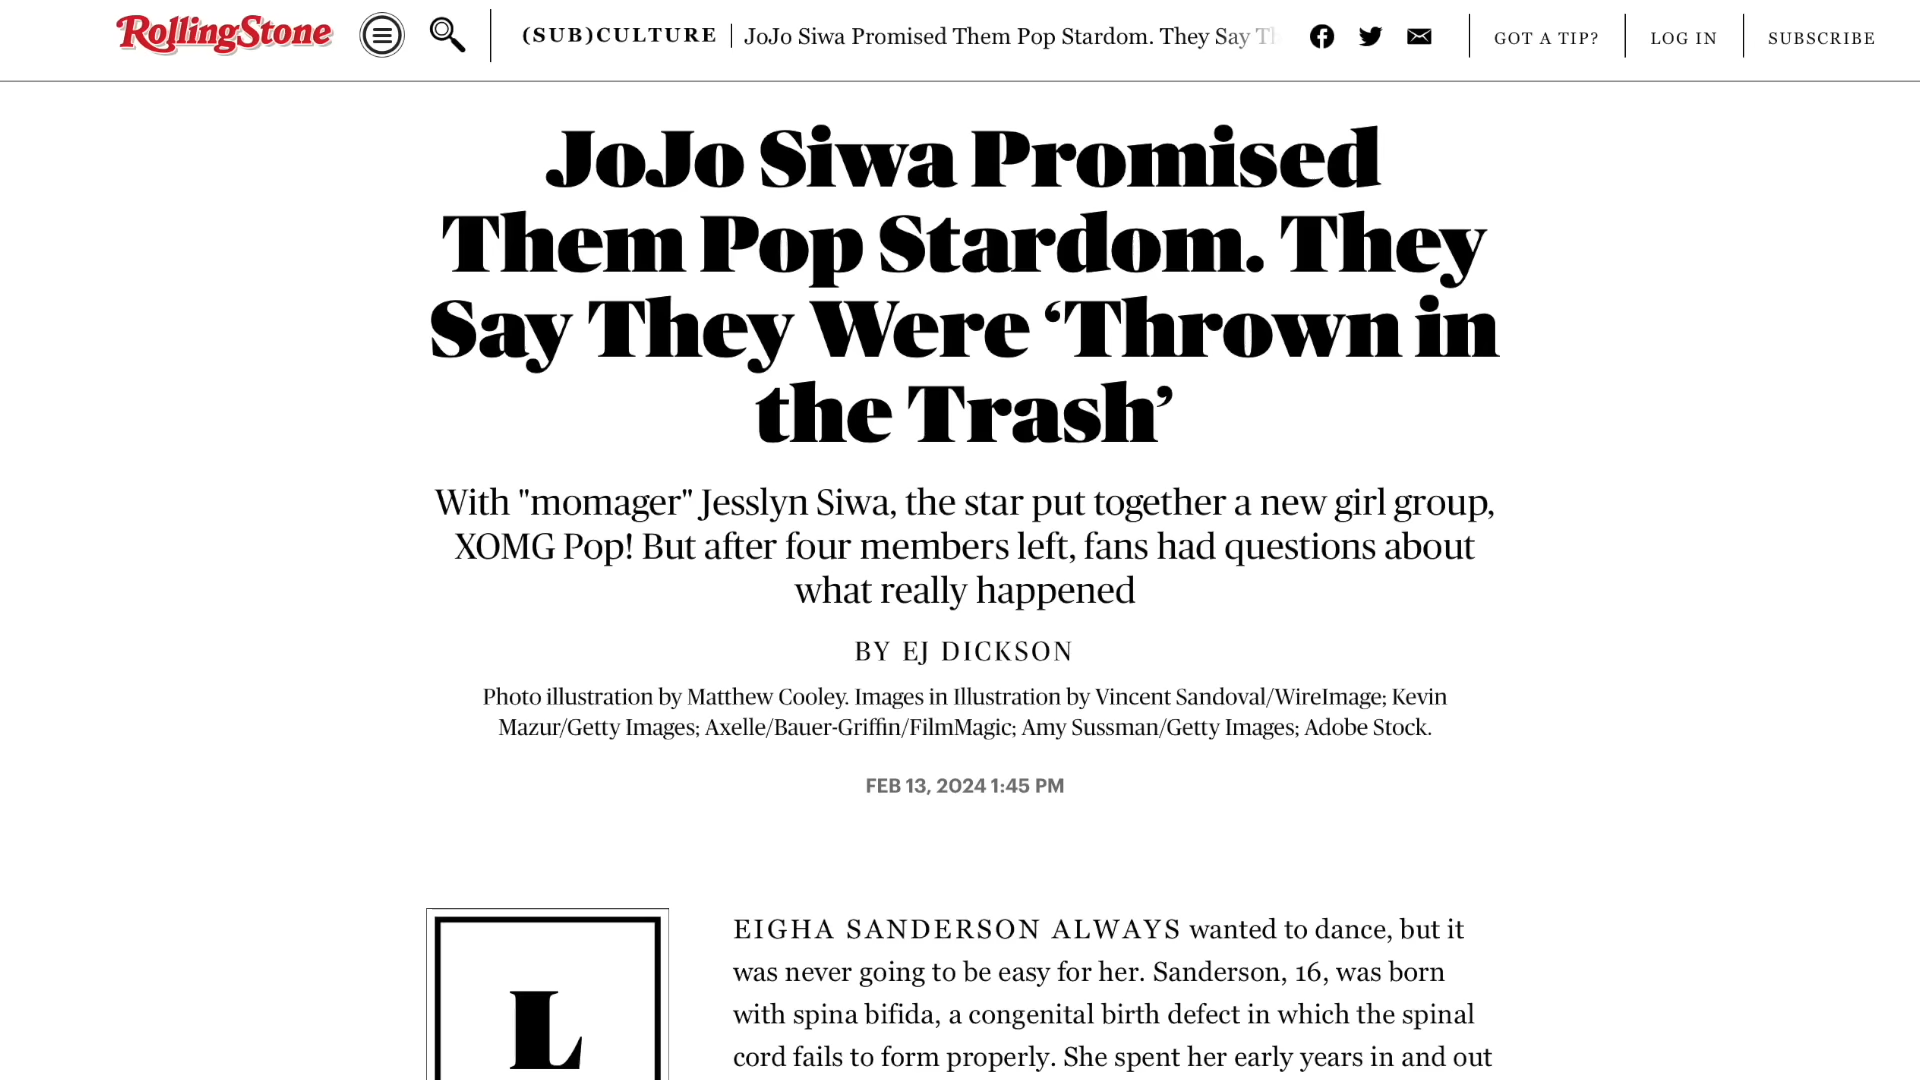 RollingStone
(SUB)CULTURE
JoJo Siwa Promised Them Pop Stardom. They Say Th
GOT A TIP?
LOG IN
SUBSCRIBE
JoJo Siwa Promised
Them Pop Stardom. They
Say They Were ‘Thrown in
the Trash’
With "momager" Jesslyn Siwa, the star put together a new girl group,
XOMG Pop! But after four members left, fans had questions about
what really happened
BY EJ DICKSON
Photo illustration by Matthew Cooley. Images in Illustration by Vincent Sandoval/WireImage; Kevin
Mazur/Getty Images; Axelle/Bauer-Griffin/FilmMagic; Amy Sussman/Getty Images; Adobe Stock.
FEB 13, 2024 1:45 PM
L
EIGHA SANDERSON ALWAYS wanted to dance, but it
was never going to be easy for her. Sanderson, 16, was born
with spina bifida, a congenital birth defect in which the spinal
cord fails to form properly. She spent her early years in and out